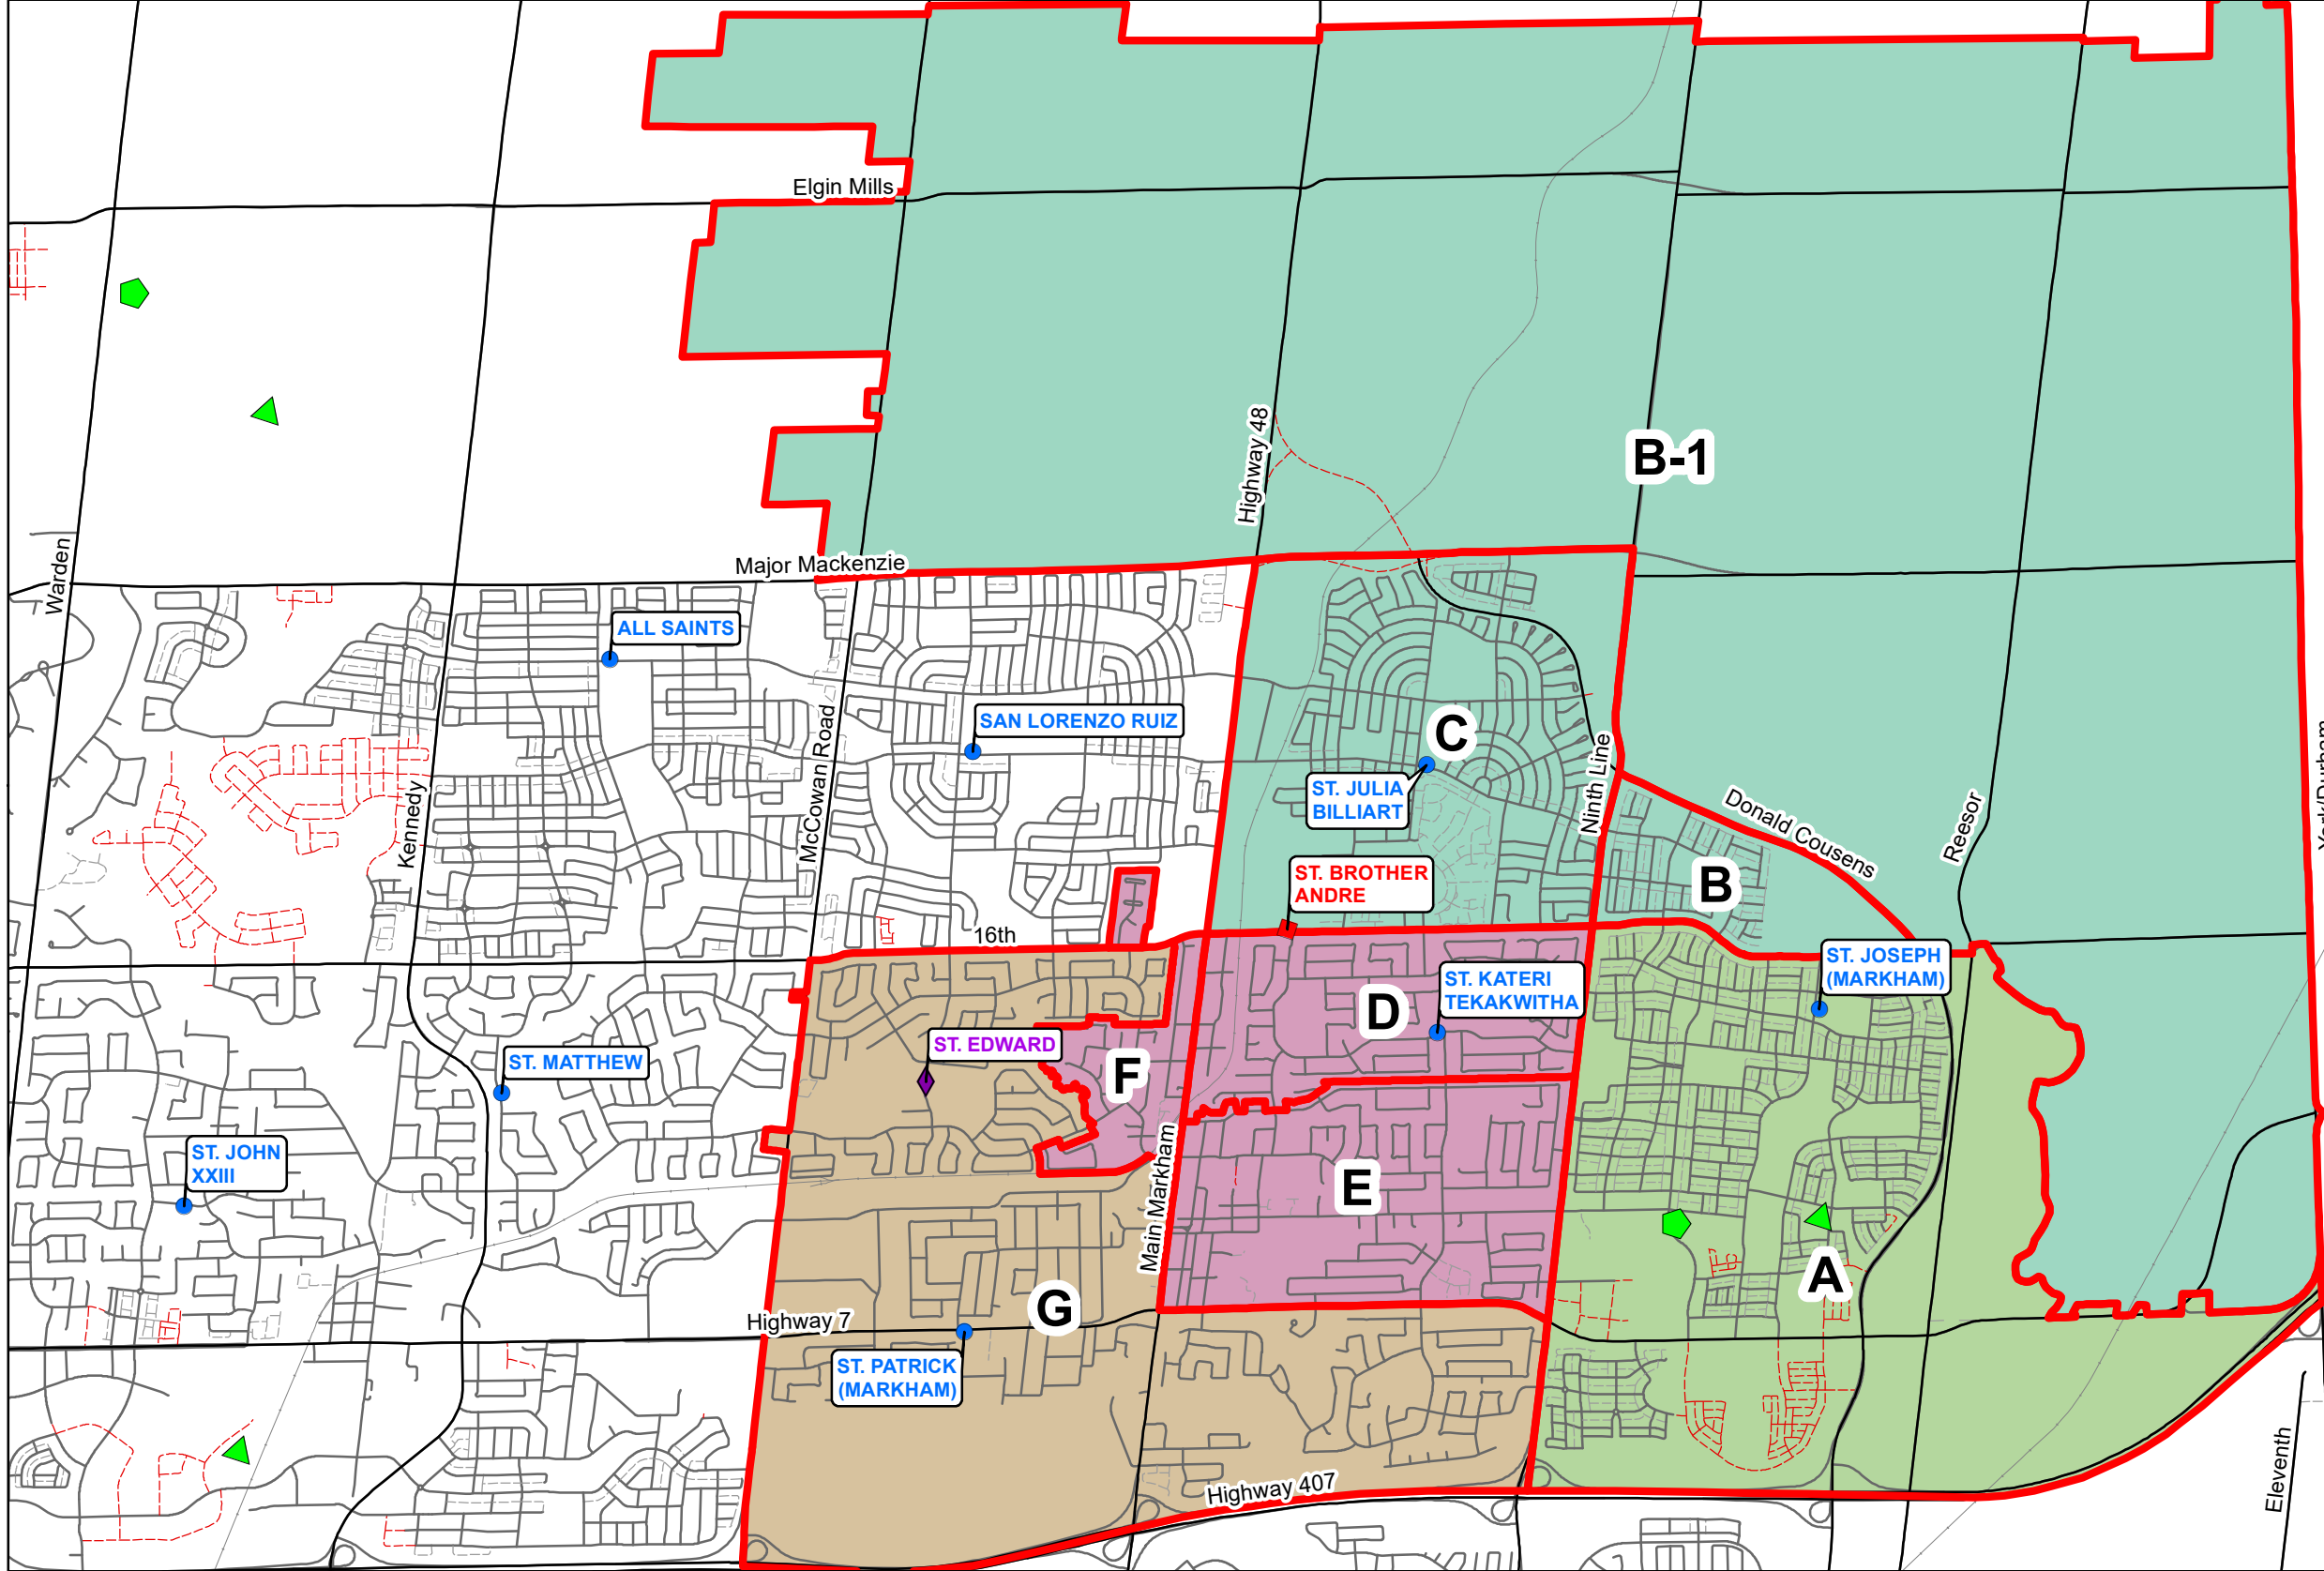 Elgin Mills
Highway 48
B-1
Warden
Major Mackenzie
ALL SAINTS
SAN LORENZO RUIZ
McCowan Road
Kennedy
C
ST. JULIA
BILLIART
Ninth Line
Donald Cousens
Reesor
York/Durham
ST. BROTHER
ANDRE
B
16th
ST. JOSEPH
(MARKHAM)
ST. KATERI
TEKAKWITHA
D
ST. EDWARD
F
ST. MATTHEW
ST. JOHN
XXIII
Main Markham
E
A
G
Highway 7
ST. PATRICK
(MARKHAM)
Highway 407
Eleventh